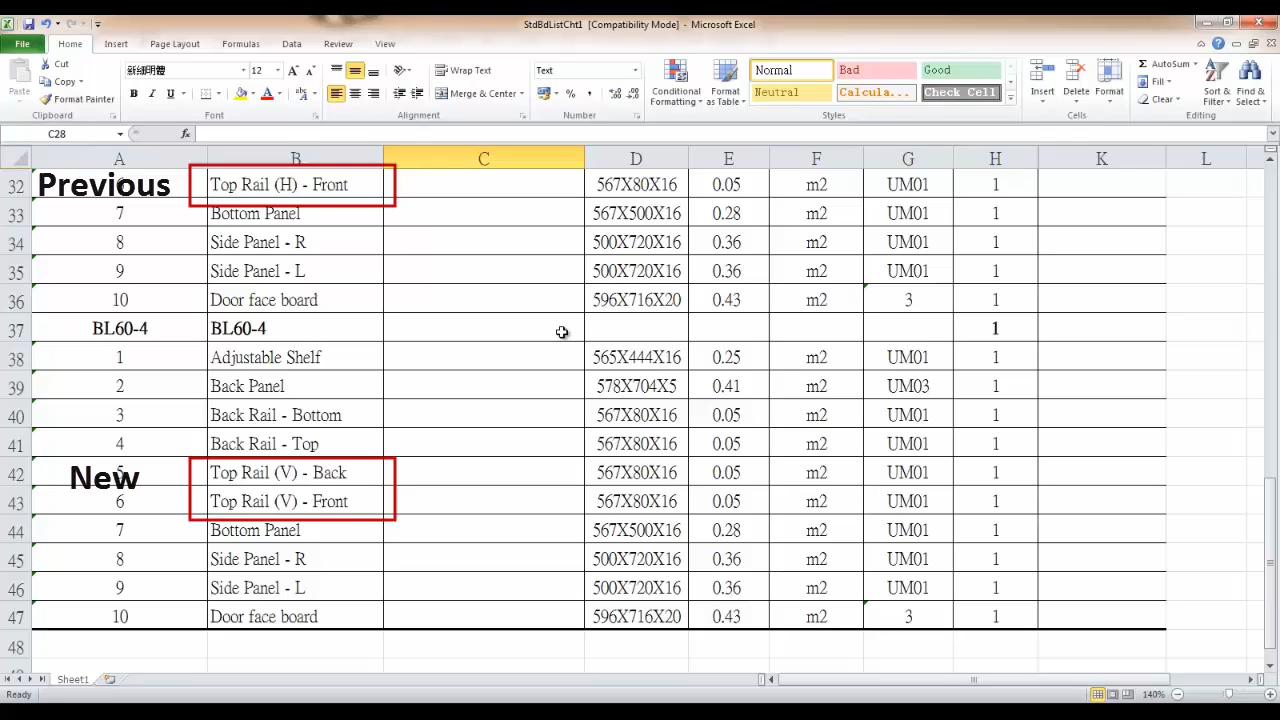 StdBdListCht1 [Compatibility Mode] - Microsoft Excel
File Home Insert Page Layout Formulas Data Review View
Paste
Cut
Copy
Format Painter
Clipboard
新細明體 12
B I U
Font
Wrap Text
Merge & Center
Alignment
Text
Number
Conditional Formatting
Format as Table
Normal Bad Good
Neutral Calcula... Check Cell
Styles
Insert Delete Format
Cells
AutoSum
Fill
Clear
Sort & Filter
Find & Select
Editing
C28 fx
A B C D E F G H K L
32 Previous Top Rail (H) - Front 567X80X16 0.05 m2 UM01 1
33 7 Bottom Panel 567X500X16 0.28 m2 UM01 1
34 8 Side Panel - R 500X720X16 0.36 m2 UM01 1
35 9 Side Panel - L 500X720X16 0.36 m2 UM01 1
36 10 Door face board 596X716X20 0.43 m2 3 1
37 BL60-4 BL60-4 1
38 1 Adjustable Shelf 565X444X16 0.25 m2 UM01 1
39 2 Back Panel 578X704X5 0.41 m2 UM03 1
40 3 Back Rail - Bottom 567X80X16 0.05 m2 UM01 1
41 4 Back Rail - Top 567X80X16 0.05 m2 UM01 1
42 New Top Rail (V) - Back 567X80X16 0.05 m2 UM01 1
43 6 Top Rail (V) - Front 567X80X16 0.05 m2 UM01 1
44 7 Bottom Panel 567X500X16 0.28 m2 UM01 1
45 8 Side Panel - R 500X720X16 0.36 m2 UM01 1
46 9 Side Panel - L 500X720X16 0.36 m2 UM01 1
47 10 Door face board 596X716X20 0.43 m2 3 1
48
Sheet1
Ready 140%